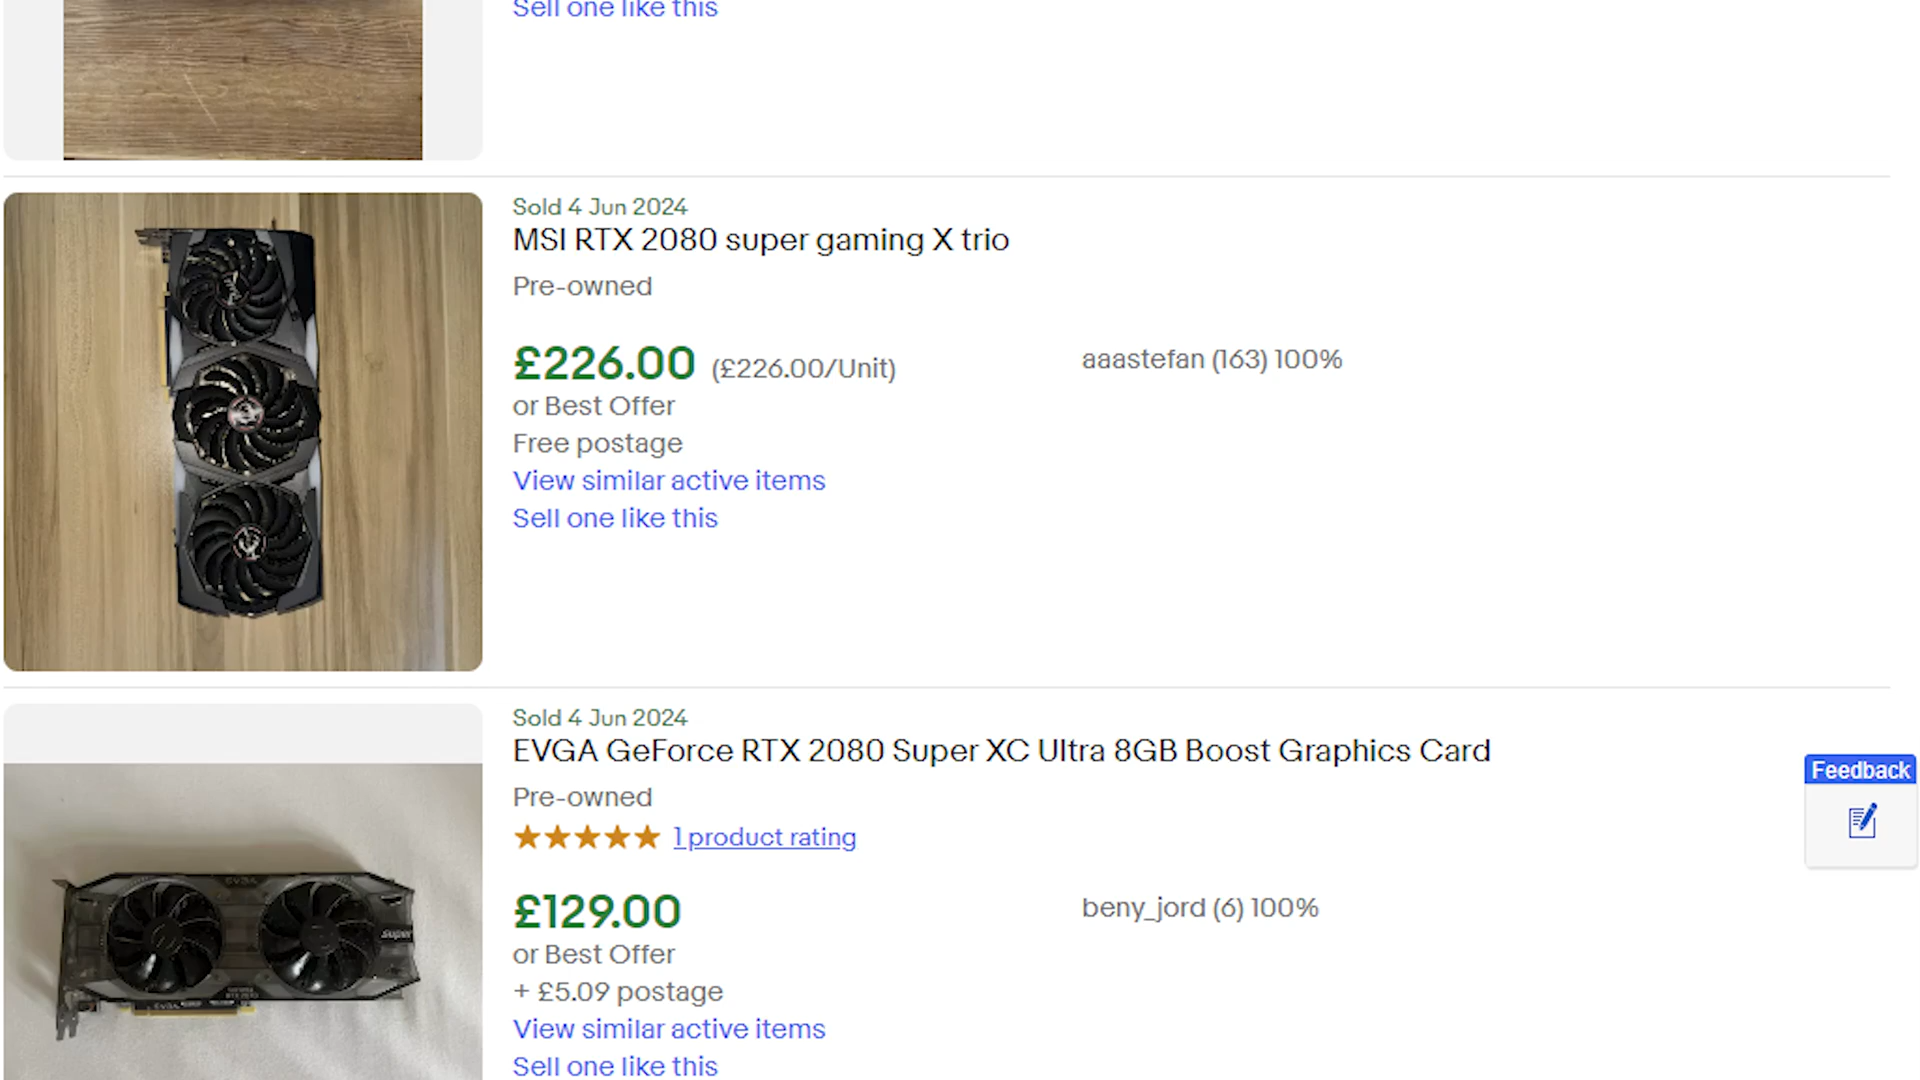 Sell one like this
Sold 4 Jun 2024
MSI RTX 2080 super gaming X trio
Pre-owned
£226.00 (£226.00/Unit)
aaastefan (163) 100%
or Best Offer
Free postage
View similar active items
Sell one like this
Sold 4 Jun 2024
EVGA GeForce RTX 2080 Super XC Ultra 8GB Boost Graphics Card
Pre-owned
1 product rating
£129.00
beny_jord (6) 100%
or Best Offer
+ £5.09 postage
View similar active items
Sell one like this
Feedback
super